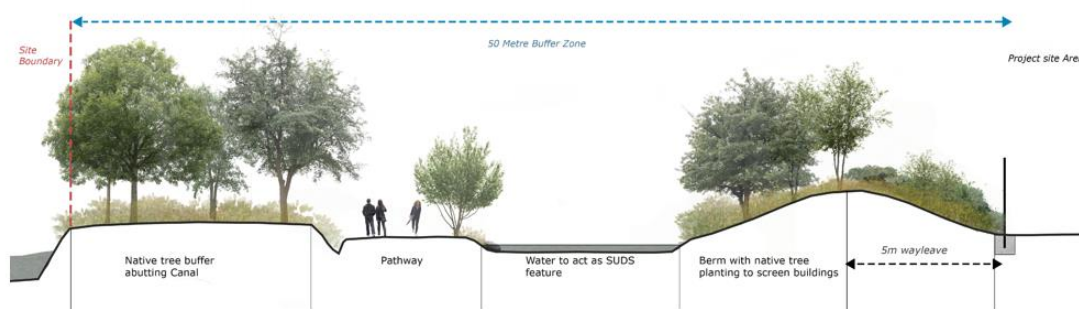 Site
Boundary
50 Metre Buffer Zone
Project site
Native tree buffer
abutting Canal
Pathway
Water to act as SUDS
feature
Berm with native tree
planting to screen buildings
5m wayleave